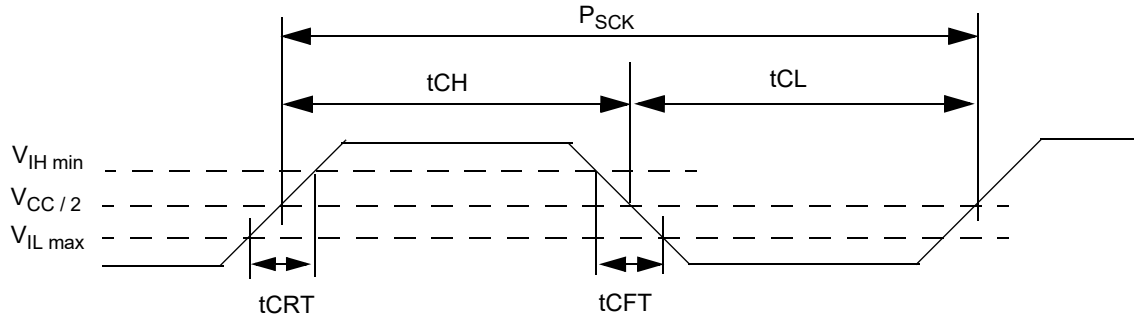 PSCK
tCH
tCL
VIH min
VCC / 2
VIL max
tCRT
tCFT